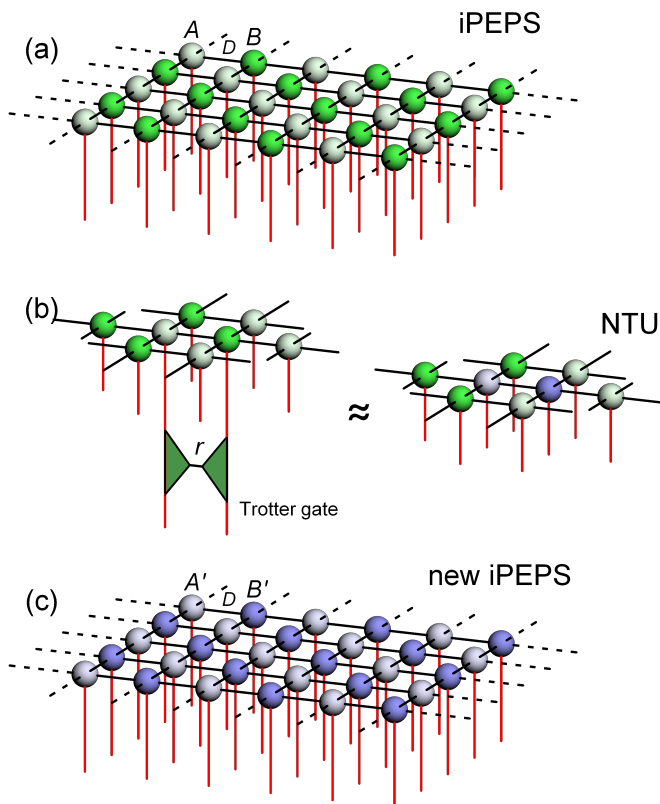 (a)
iPEPS
A
D
B
(b)
NTU
≈
r
Trotter gate
(c)
new iPEPS
A'
D
B'